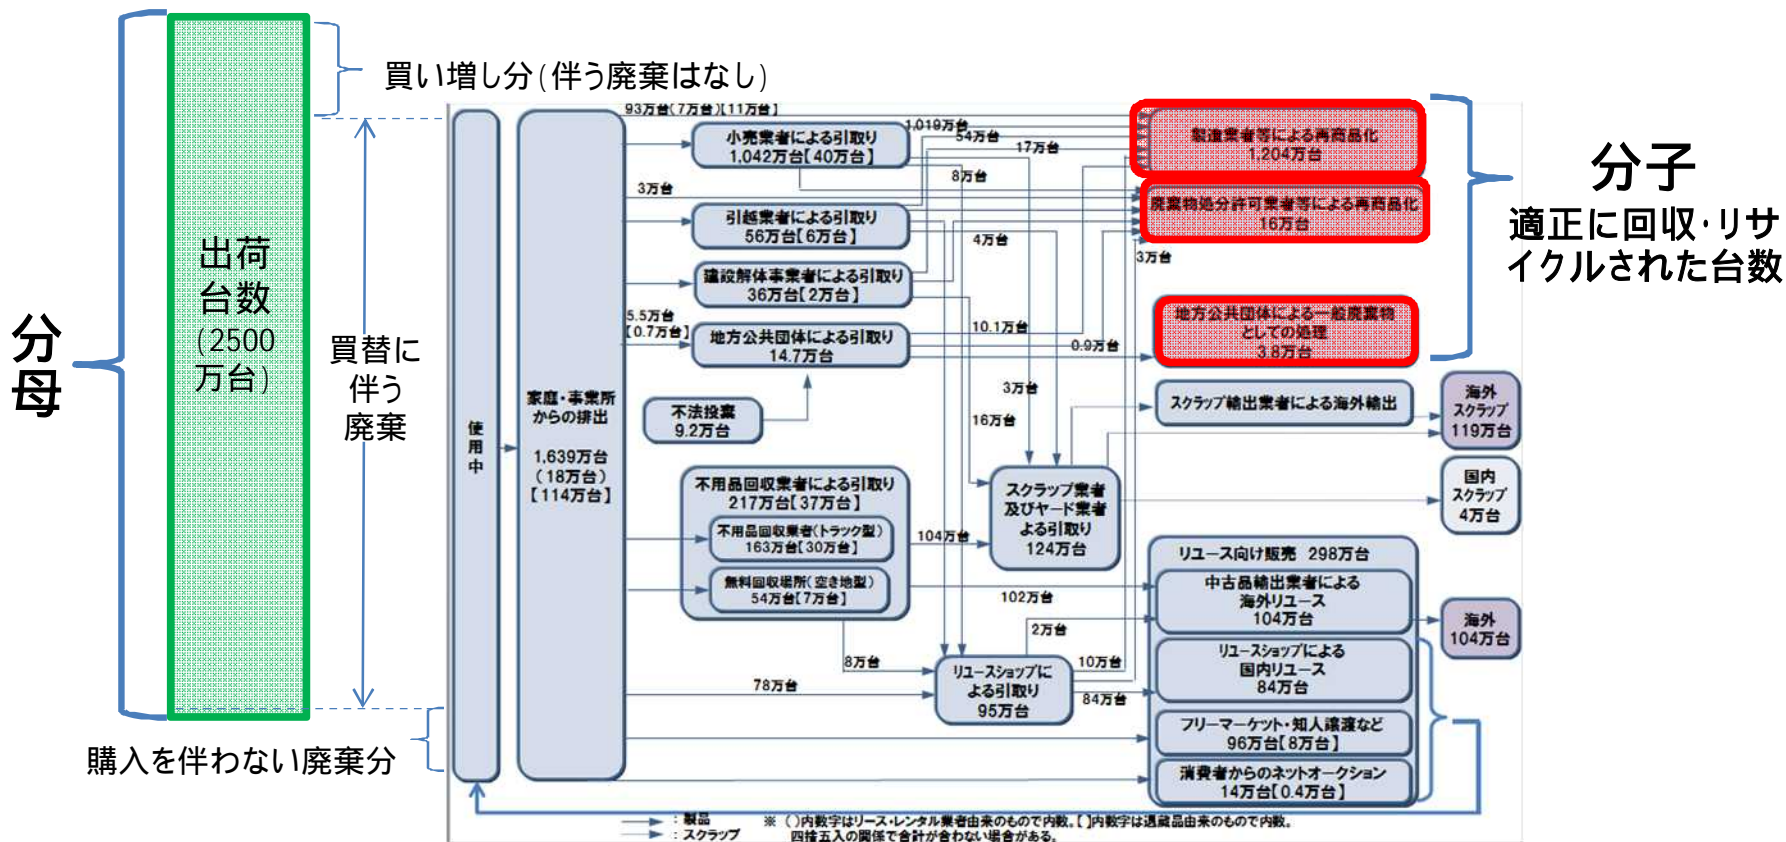 買い増し分(伴う廃棄はなし)
分母
出荷
台数
(2500
万台)
買替に
伴う
廃棄
購入を伴わない廃棄分
使用中
家庭・事業所
からの排出
1,639万台
(18万台)
【114万台】
93万台(7万台)【11万台】
小売業者による引取り
1,042万台【40万台】
1,019万台
54万台
17万台
8万台
3万台
引越業者による引取り
56万台【6万台】
4万台
建設解体事業者による引取り
36万台【2万台】
5.5万台
【0.7万台】
地方公共団体による引取り
14.7万台
10.1万台
0.9万台
3万台
不法投棄
9.2万台
16万台
不用品回収業者による引取り
217万台【37万台】
不用品回収業者(トラック型)
163万台【30万台】
無料回収場所(空き地型)
54万台【7万台】
104万台
102万台
8万台
78万台
スクラップ業者
及びヤード業者
よる引取り
124万台
リユースショップに
よる引取り
95万台
2万台
10万台
84万台
3万台
製造業者等による再商品化
1,204万台
廃棄物処分許可業者等による再商品化
16万台
地方公共団体による一般廃棄物
としての処理
3.8万台
スクラップ輸出業者による海外輸出
海外
スクラップ
119万台
国内
スクラップ
4万台
リユース向け販売 298万台
中古品輸出業者による
海外リユース
104万台
海外
104万台
リユースショップによる
国内リユース
84万台
フリーマーケット・知人譲渡など
96万台【8万台】
消費者からのネットオークション
14万台【0.4万台】
分子
適正に回収・リサ
イクルされた台数
：製品
：スクラップ
※ ( )内数字はリース・レンタル業者由来のもので内数。【 】内数字は退蔵品由来のもので内数。
四捨五入の関係で合計が合わない場合がある。